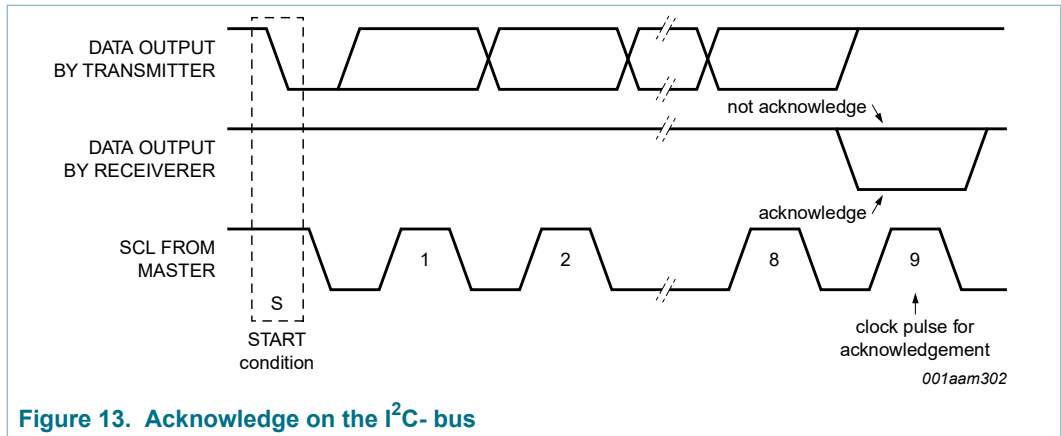 DATA OUTPUT
BY TRANSMITTER
not acknowledge
DATA OUTPUT
BY RECEIVERER
acknowledge
SCL FROM
MASTER
1
2
8
9
S
START
condition
clock pulse for
acknowledgement
001aam302
Figure 13. Acknowledge on the I²C- bus